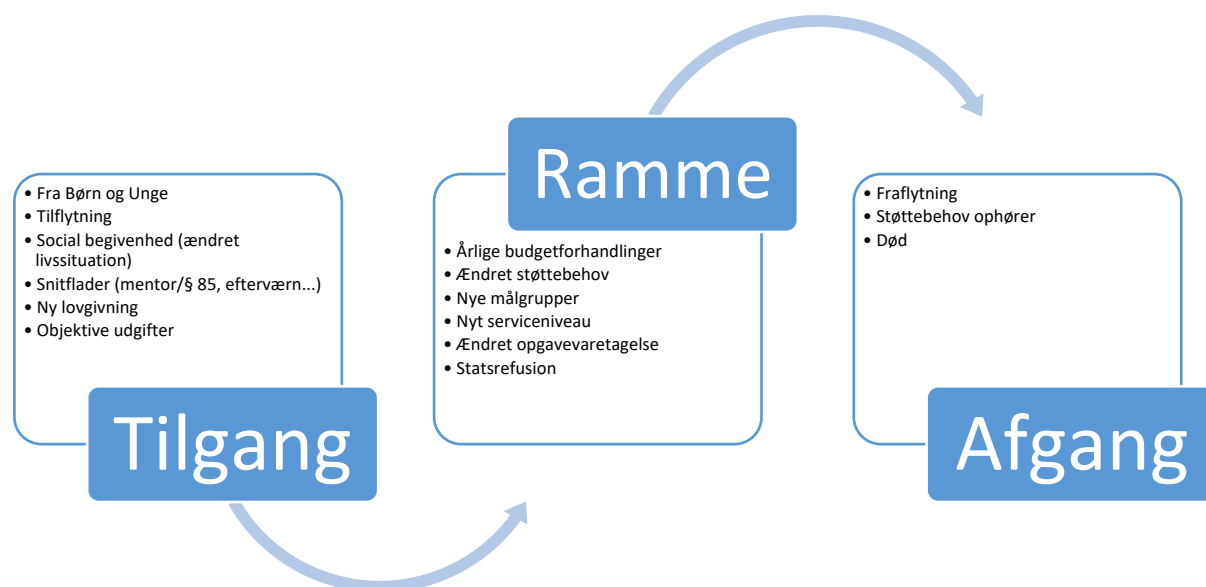 • Fra Børn og Unge
• Tilflytning
• Social begivenhed (ændret
livssituation)
• Snitflader (mentor/§ 85, efterværn...)
• Ny lovgivning
• Objektive udgifter
Tilgang
Ramme
• Årlige budgetforhandlinger
• Ændret støttebehov
• Nye målgrupper
• Nyt serviceniveau
• Ændret opgavevaretagelse
• Statsrefusion
• Fraflytning
• Støttebehov ophører
• Død
Afgang